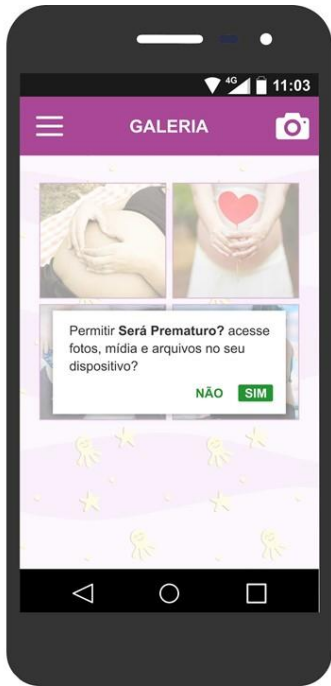 4G 11:03
GALERIA
Permitir Será Prematuro? acesse
fotos, mídia e arquivos no seu
dispositivo?
NÃO SIM